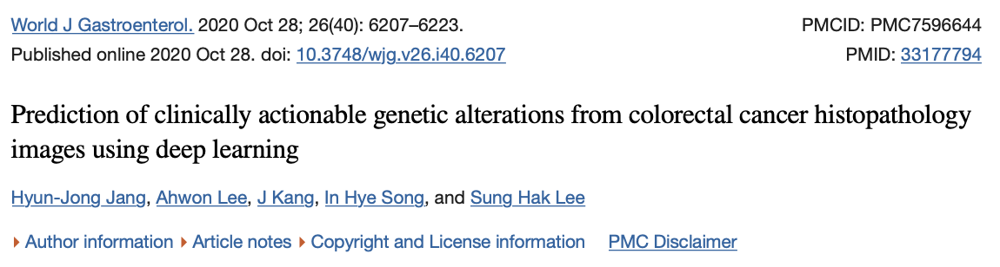 World J Gastroenterol. 2020 Oct 28; 26(40): 6207–6223. PMCID: PMC7596644
Published online 2020 Oct 28. doi: 10.3748/wjg.v26.i40.6207 PMID: 33177794
Prediction of clinically actionable genetic alterations from colorectal cancer histopathology
images using deep learning
Hyun-Jong Jang, Ahwon Lee, J Kang, In Hye Song, and Sung Hak Lee
Author information Article notes Copyright and License information PMC Disclaimer